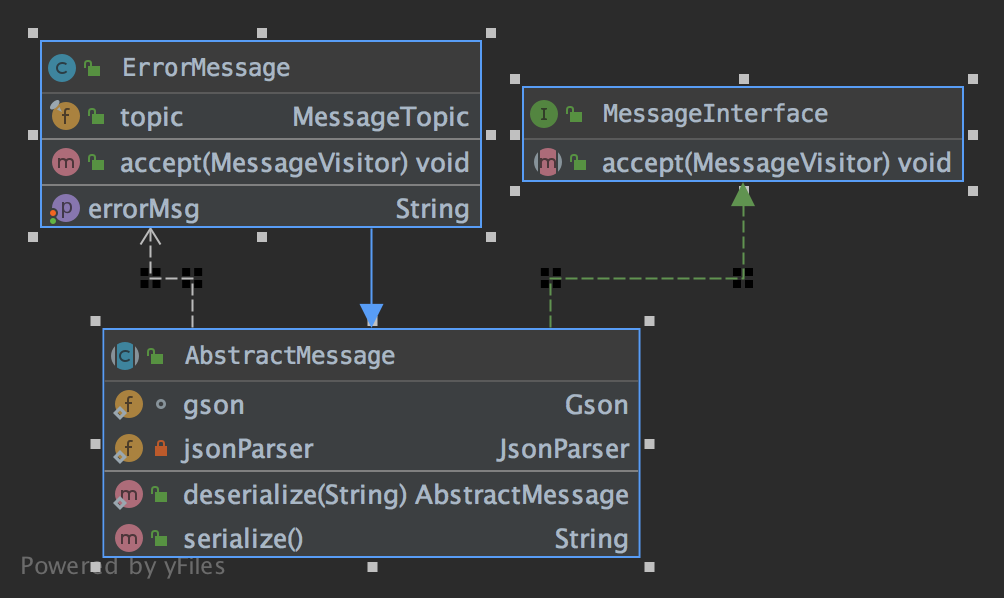 C ErrorMessage
f topic MessageTopic
m accept(MessageVisitor) void
p errorMsg String
I MessageInterface
m accept(MessageVisitor) void
C AbstractMessage
f gson Gson
f jsonParser JsonParser
m deserialize(String) AbstractMessage
m serialize() String
Powered by yFiles